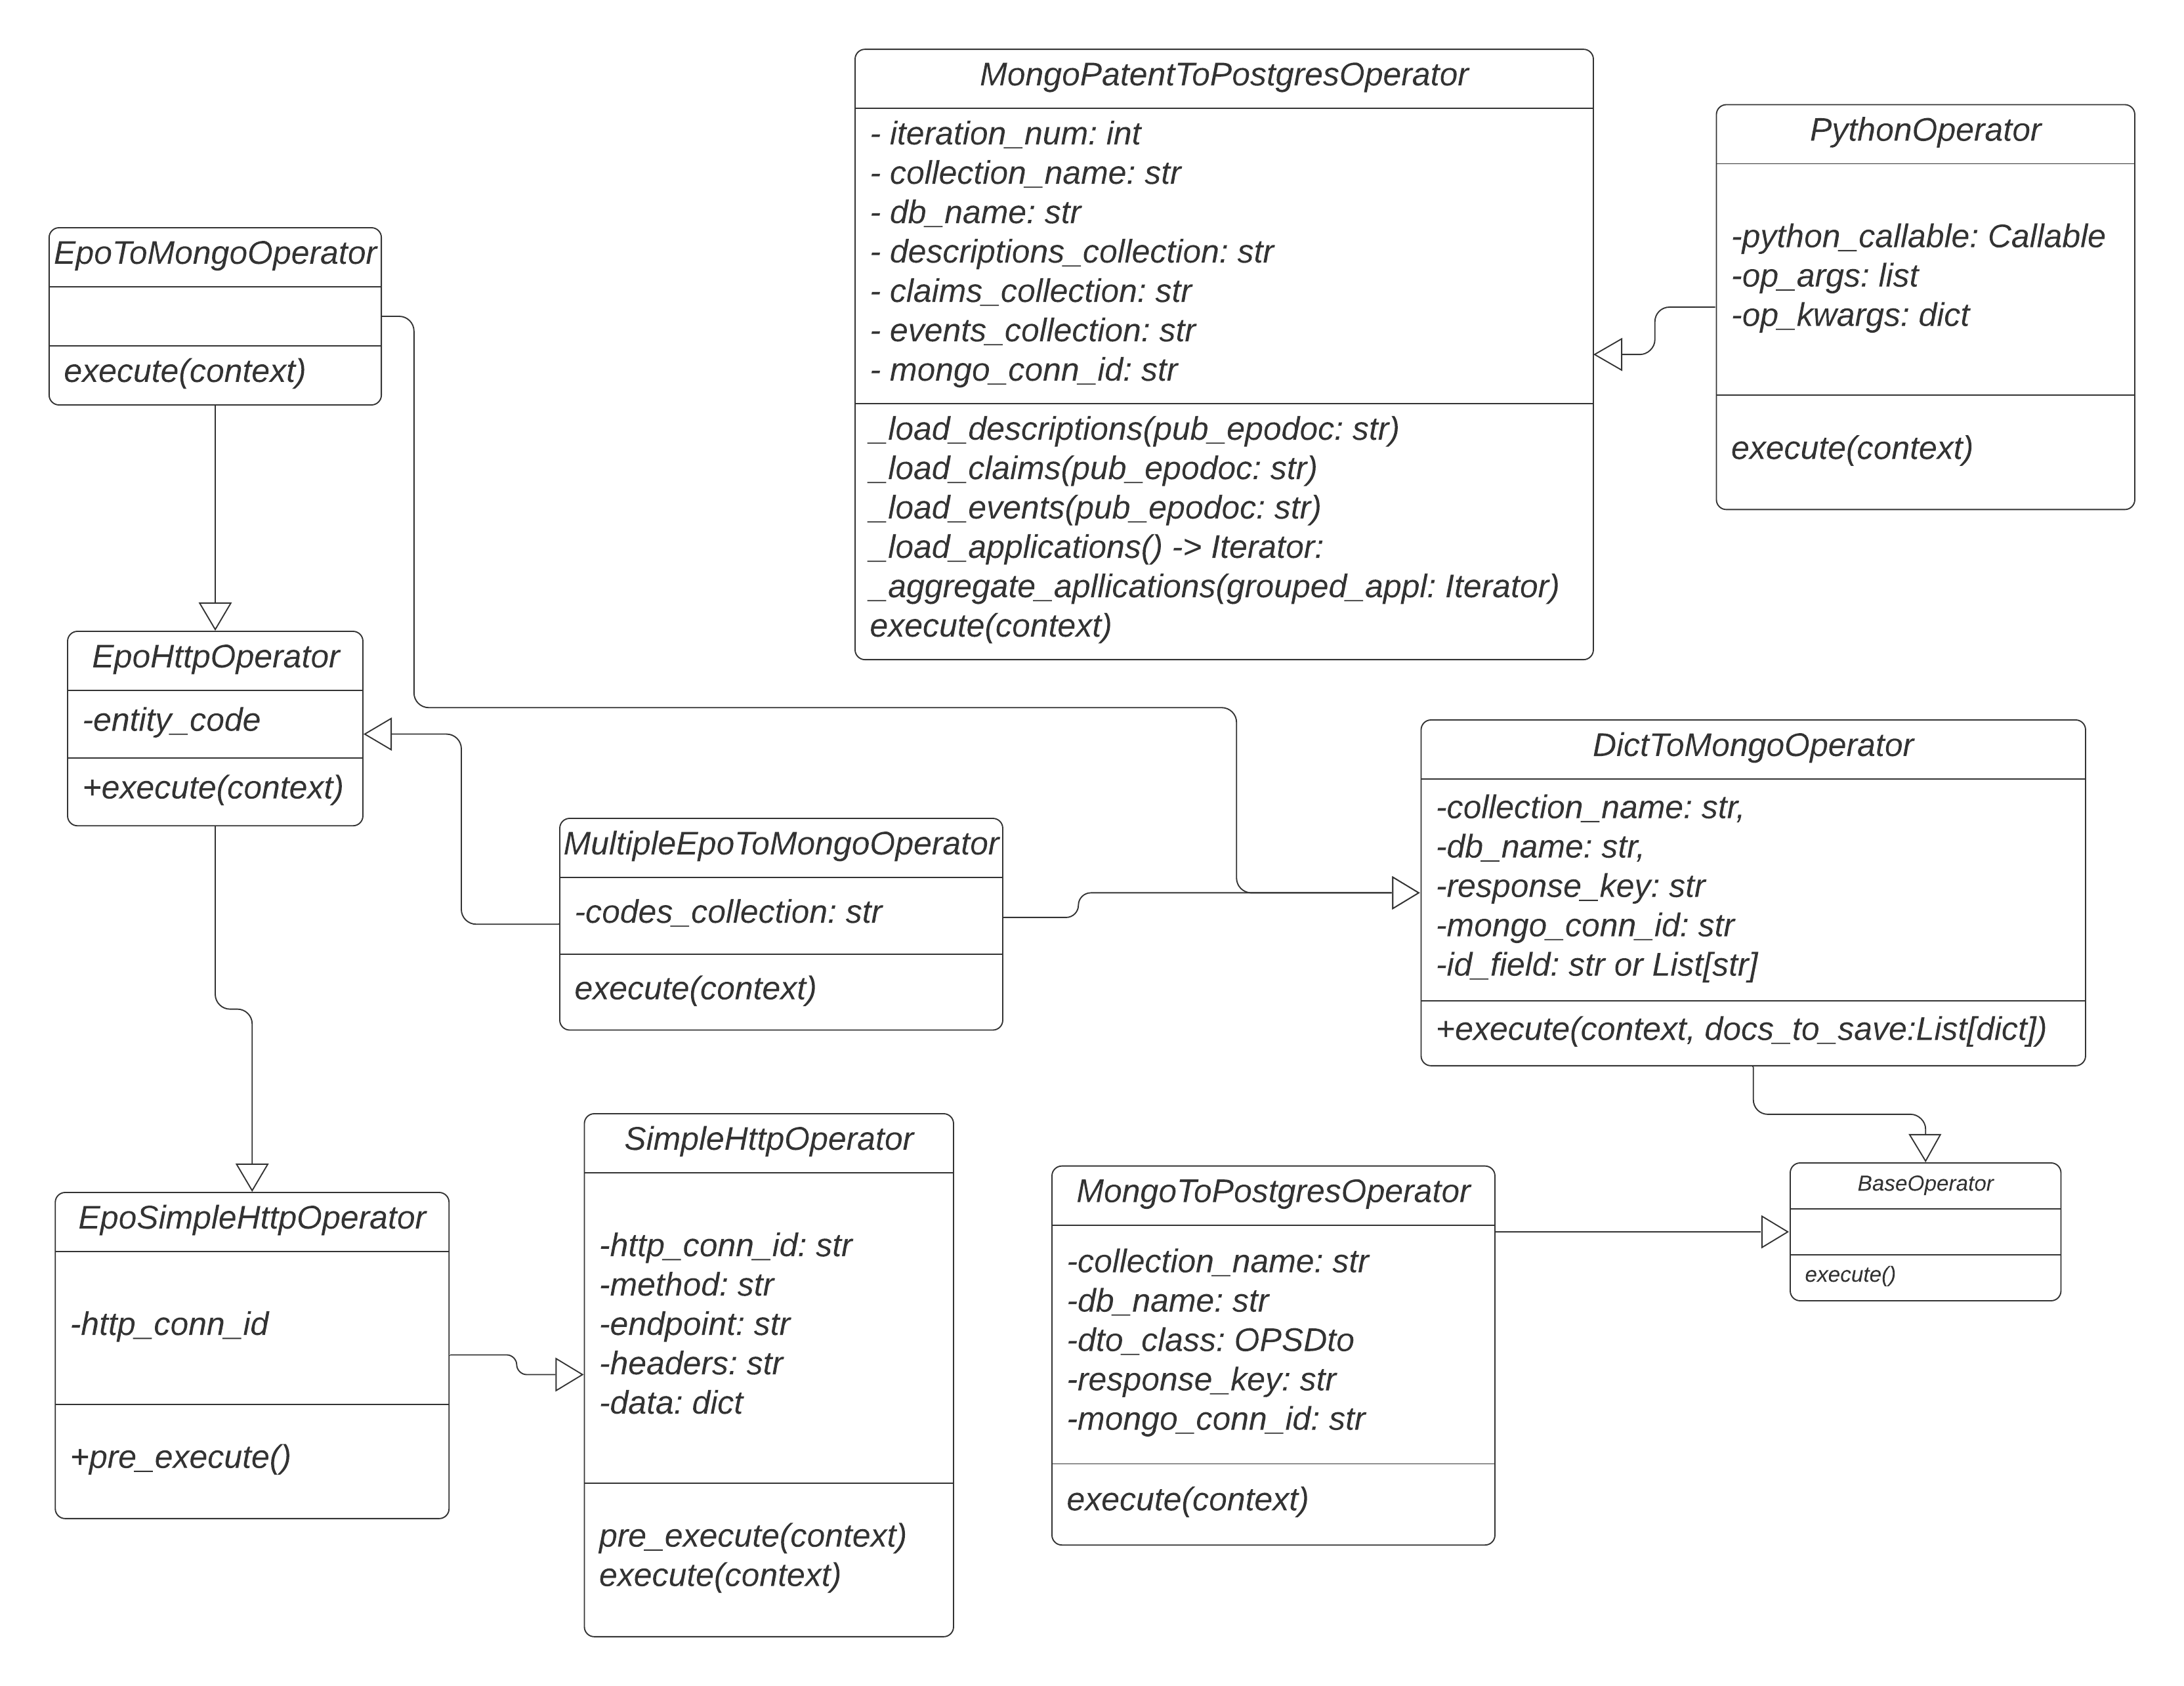 MongoPatentToPostgresOperator
- iteration_num: int
- collection_name: str
- db_name: str
- descriptions_collection: str
- claims_collection: str
- events_collection: str
- mongo_conn_id: str
_load_descriptions(pub_epodoc: str)
_load_claims(pub_epodoc: str)
_load_events(pub_epodoc: str)
_load_applications() -> Iterator:
_aggregate_apllications(grouped_appl: Iterator)
execute(context)
PythonOperator
-python_callable: Callable
-op_args: list
-op_kwargs: dict
execute(context)
EpoToMongoOperator
execute(context)
EpoHttpOperator
-entity_code
+execute(context)
MultipleEpoToMongoOperator
-codes_collection: str
execute(context)
DictToMongoOperator
-collection_name: str,
-db_name: str,
-response_key: str
-mongo_conn_id: str
-id_field: str or List[str]
+execute(context, docs_to_save:List[dict])
EpoSimpleHttpOperator
-http_conn_id
+pre_execute()
SimpleHttpOperator
-http_conn_id: str
-method: str
-endpoint: str
-headers: str
-data: dict
pre_execute(context)
execute(context)
MongoToPostgresOperator
-collection_name: str
-db_name: str
-dto_class: OPSDto
-response_key: str
-mongo_conn_id: str
execute(context)
BaseOperator
execute()